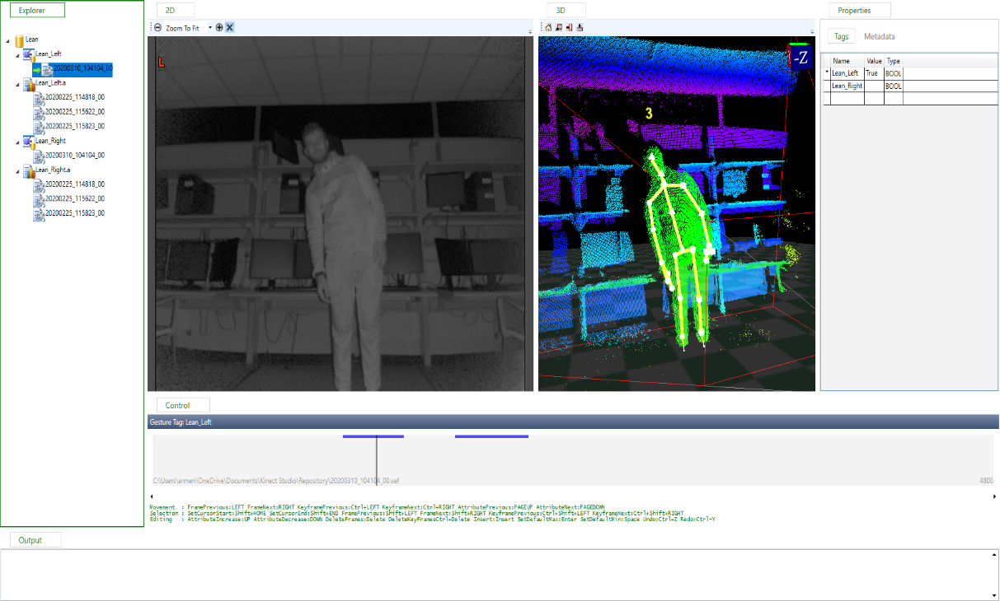 Explorer
Lean
Lean_Left
20200310_104104_00
Lean_Left.a
20200225_114818_00
20200225_115622_00
20200225_115823_00
Lean_Right
20200310_104104_00
Lean_Right.a
20200225_114818_00
20200225_115622_00
20200225_115823_00
2D
Zoom To Fit
L
3D
-Z
3
Properties
Tags Metadata
Name Value Type
* Lean_Left True BOOL
Lean_Right BOOL
Control
Gesture Tag: Lean_Left
C:\Users\armen\OneDrive\Documents\Kinect Studio\Repository\20200310_104104_00.xef 4800
Movement : FramePrevious:LEFT FrameNext:RIGHT KeyframePrevious:Ctrl+LEFT KeyframeNext:Ctrl+RIGHT AttributePrevious:PAGEUP AttributeNext:PAGEDOWN
Selection : SetCursorStart:Shift+HOME SetCursorEnd:Shift+END FramePrevious:Shift+LEFT FrameNext:Shift+RIGHT KeyframePrevious:Ctrl+Shift+LEFT KeyframeNext:Ctrl+Shift+RIGHT
Editing : AttributeIncrease:UP AttributeDecrease:DOWN DeleteFrames:Delete DeleteKeyFramesCtrl+Delete Insert:Insert SetDefaultMax:Enter SetDefaultMin:Space Undo:Ctrl+Z Redo:Ctrl-Y
Output